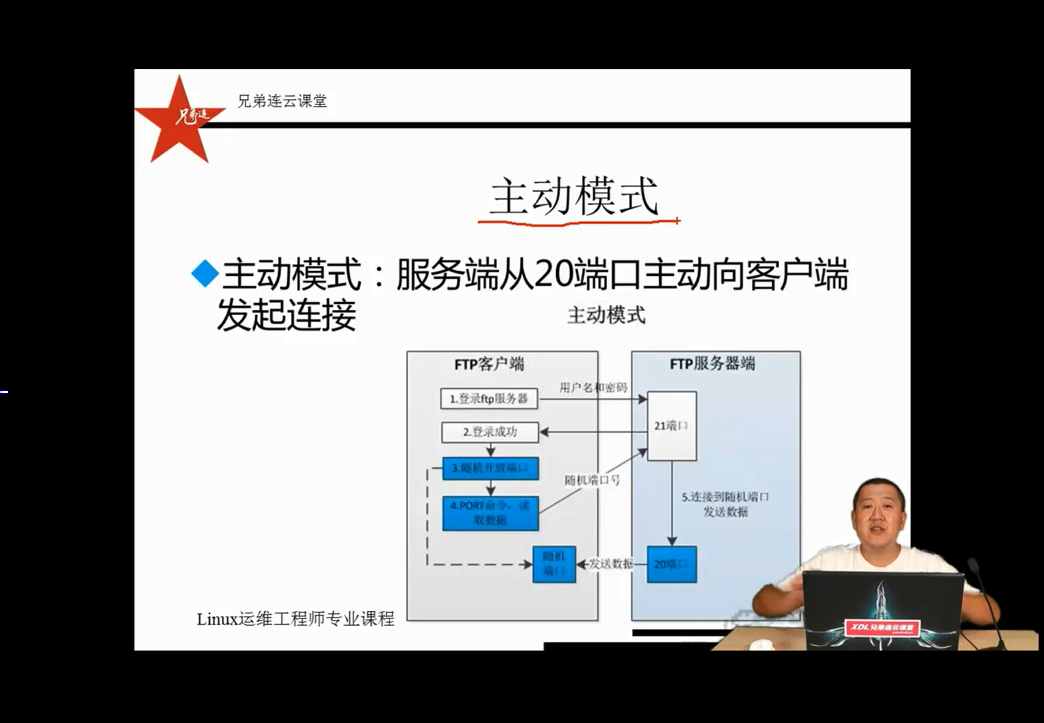 兄弟连
兄弟连云课堂
主动模式
主动模式：服务端从20端口主动向客户端
发起连接
主动模式
FTP客户端
FTP服务器端
用户名和密码
1.登录ftp服务器
21端口
2.登录成功
3.随机开放端口
随机端口号
4.PORT命令，读
取数据
5.连接到随机端口
发送数据
随机
端口
发送数据
20端口
Linux运维工程师专业课程
XDL兄弟连云课堂